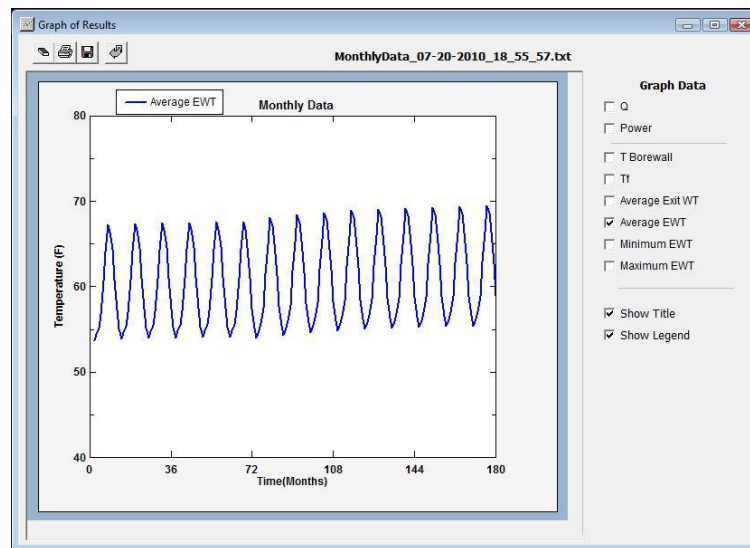 Graph of Results
MonthlyData_07-20-2010_18_55_57.txt
Average EWT
Monthly Data
80
70
60
50
40
Temperature (F)
0 36 72 108 144 180
Time(Months)
Graph Data
Q
Power
T Borewall
Tf
Average Exit WT
Average EWT
Minimum EWT
Maximum EWT
Show Title
Show Legend